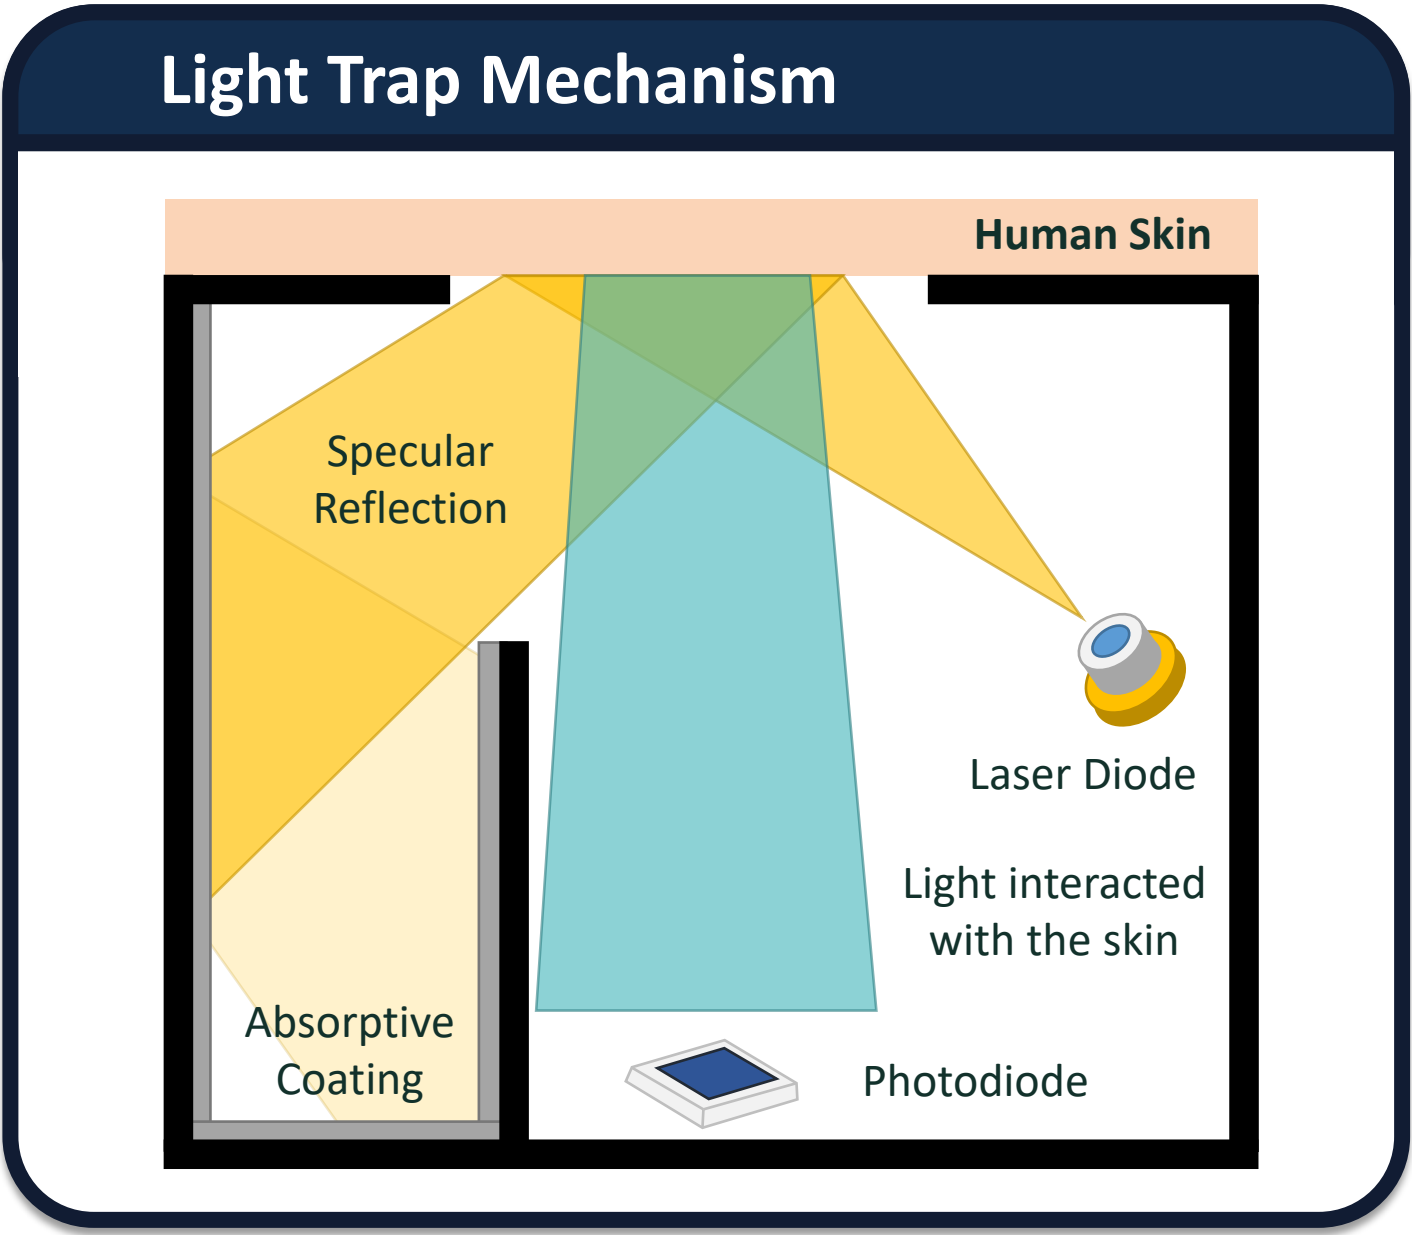 Light Trap Mechanism
Human Skin
Specular
Reflection
Laser Diode
Light interacted
with the skin
Absorptive
Coating
Photodiode